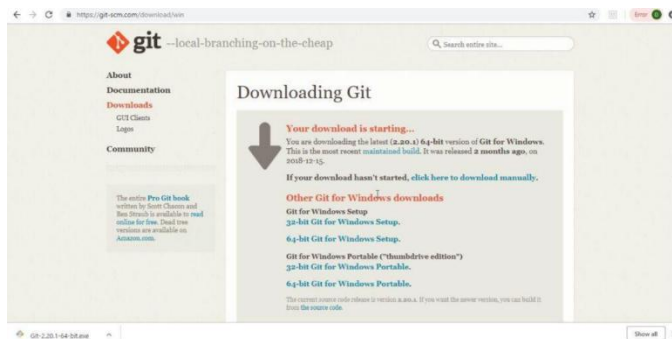 https://git-scm.com/download/win
Error
git --local-branching-on-the-cheap
Search entire site...
About
Documentation
Downloads
GUI Clients
Logos
Community
The entire Pro Git book
written by Scott Chacon and
Ben Straub is available to read
online for free. Dead tree
versions are available on
Amazon.com.
Downloading Git
Your download is starting...
You are downloading the latest (2.20.1) 64-bit version of Git for Windows.
This is the most recent maintained build. It was released 2 months ago, on
2018-12-15.
If your download hasn't started, click here to download manually.
Other Git for Windows downloads
Git for Windows Setup
32-bit Git for Windows Setup.
64-bit Git for Windows Setup.
Git for Windows Portable ("thumbdrive edition")
32-bit Git for Windows Portable.
64-bit Git for Windows Portable.
The current source code release is version 2.20.1. If you want the newer version, you can build it
from the source code.
Git-2.20.1-64-bit.exe
Show all